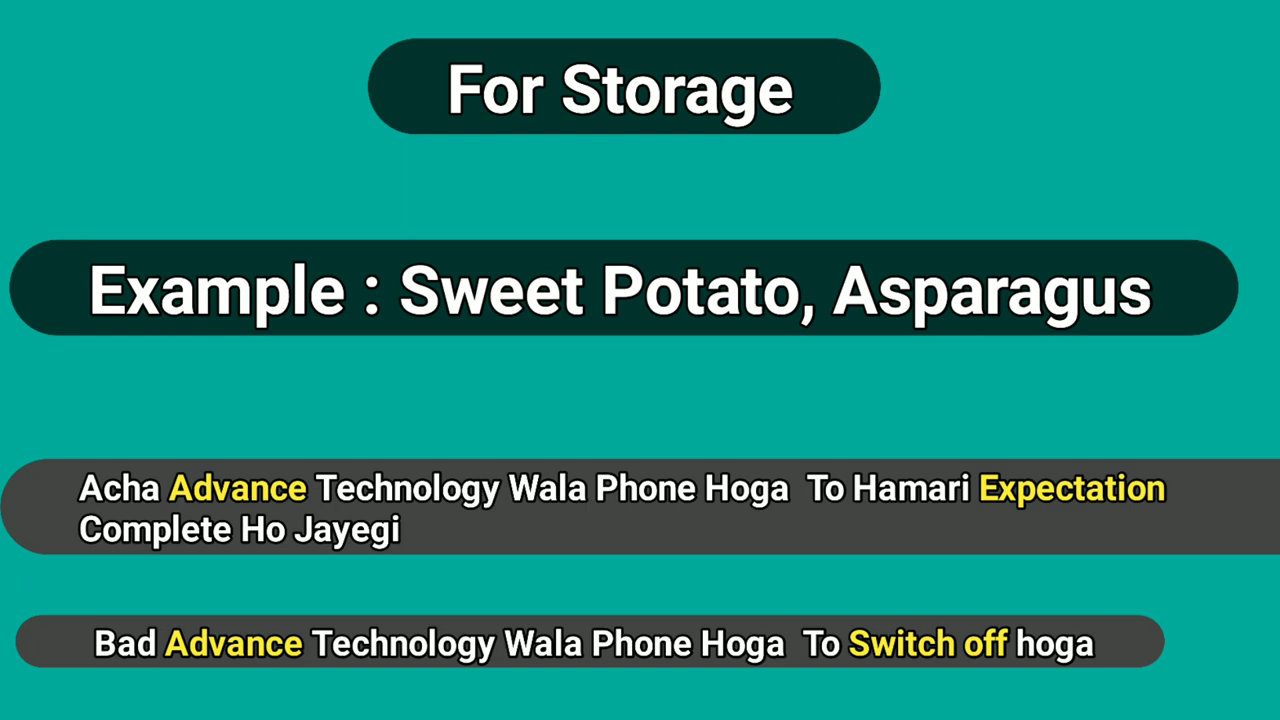 For Storage
Example : Sweet Potato, Asparagus
Acha Advance Technology Wala Phone Hoga To Hamari Expectation
Complete Ho Jayegi
Bad Advance Technology Wala Phone Hoga To Switch off hoga